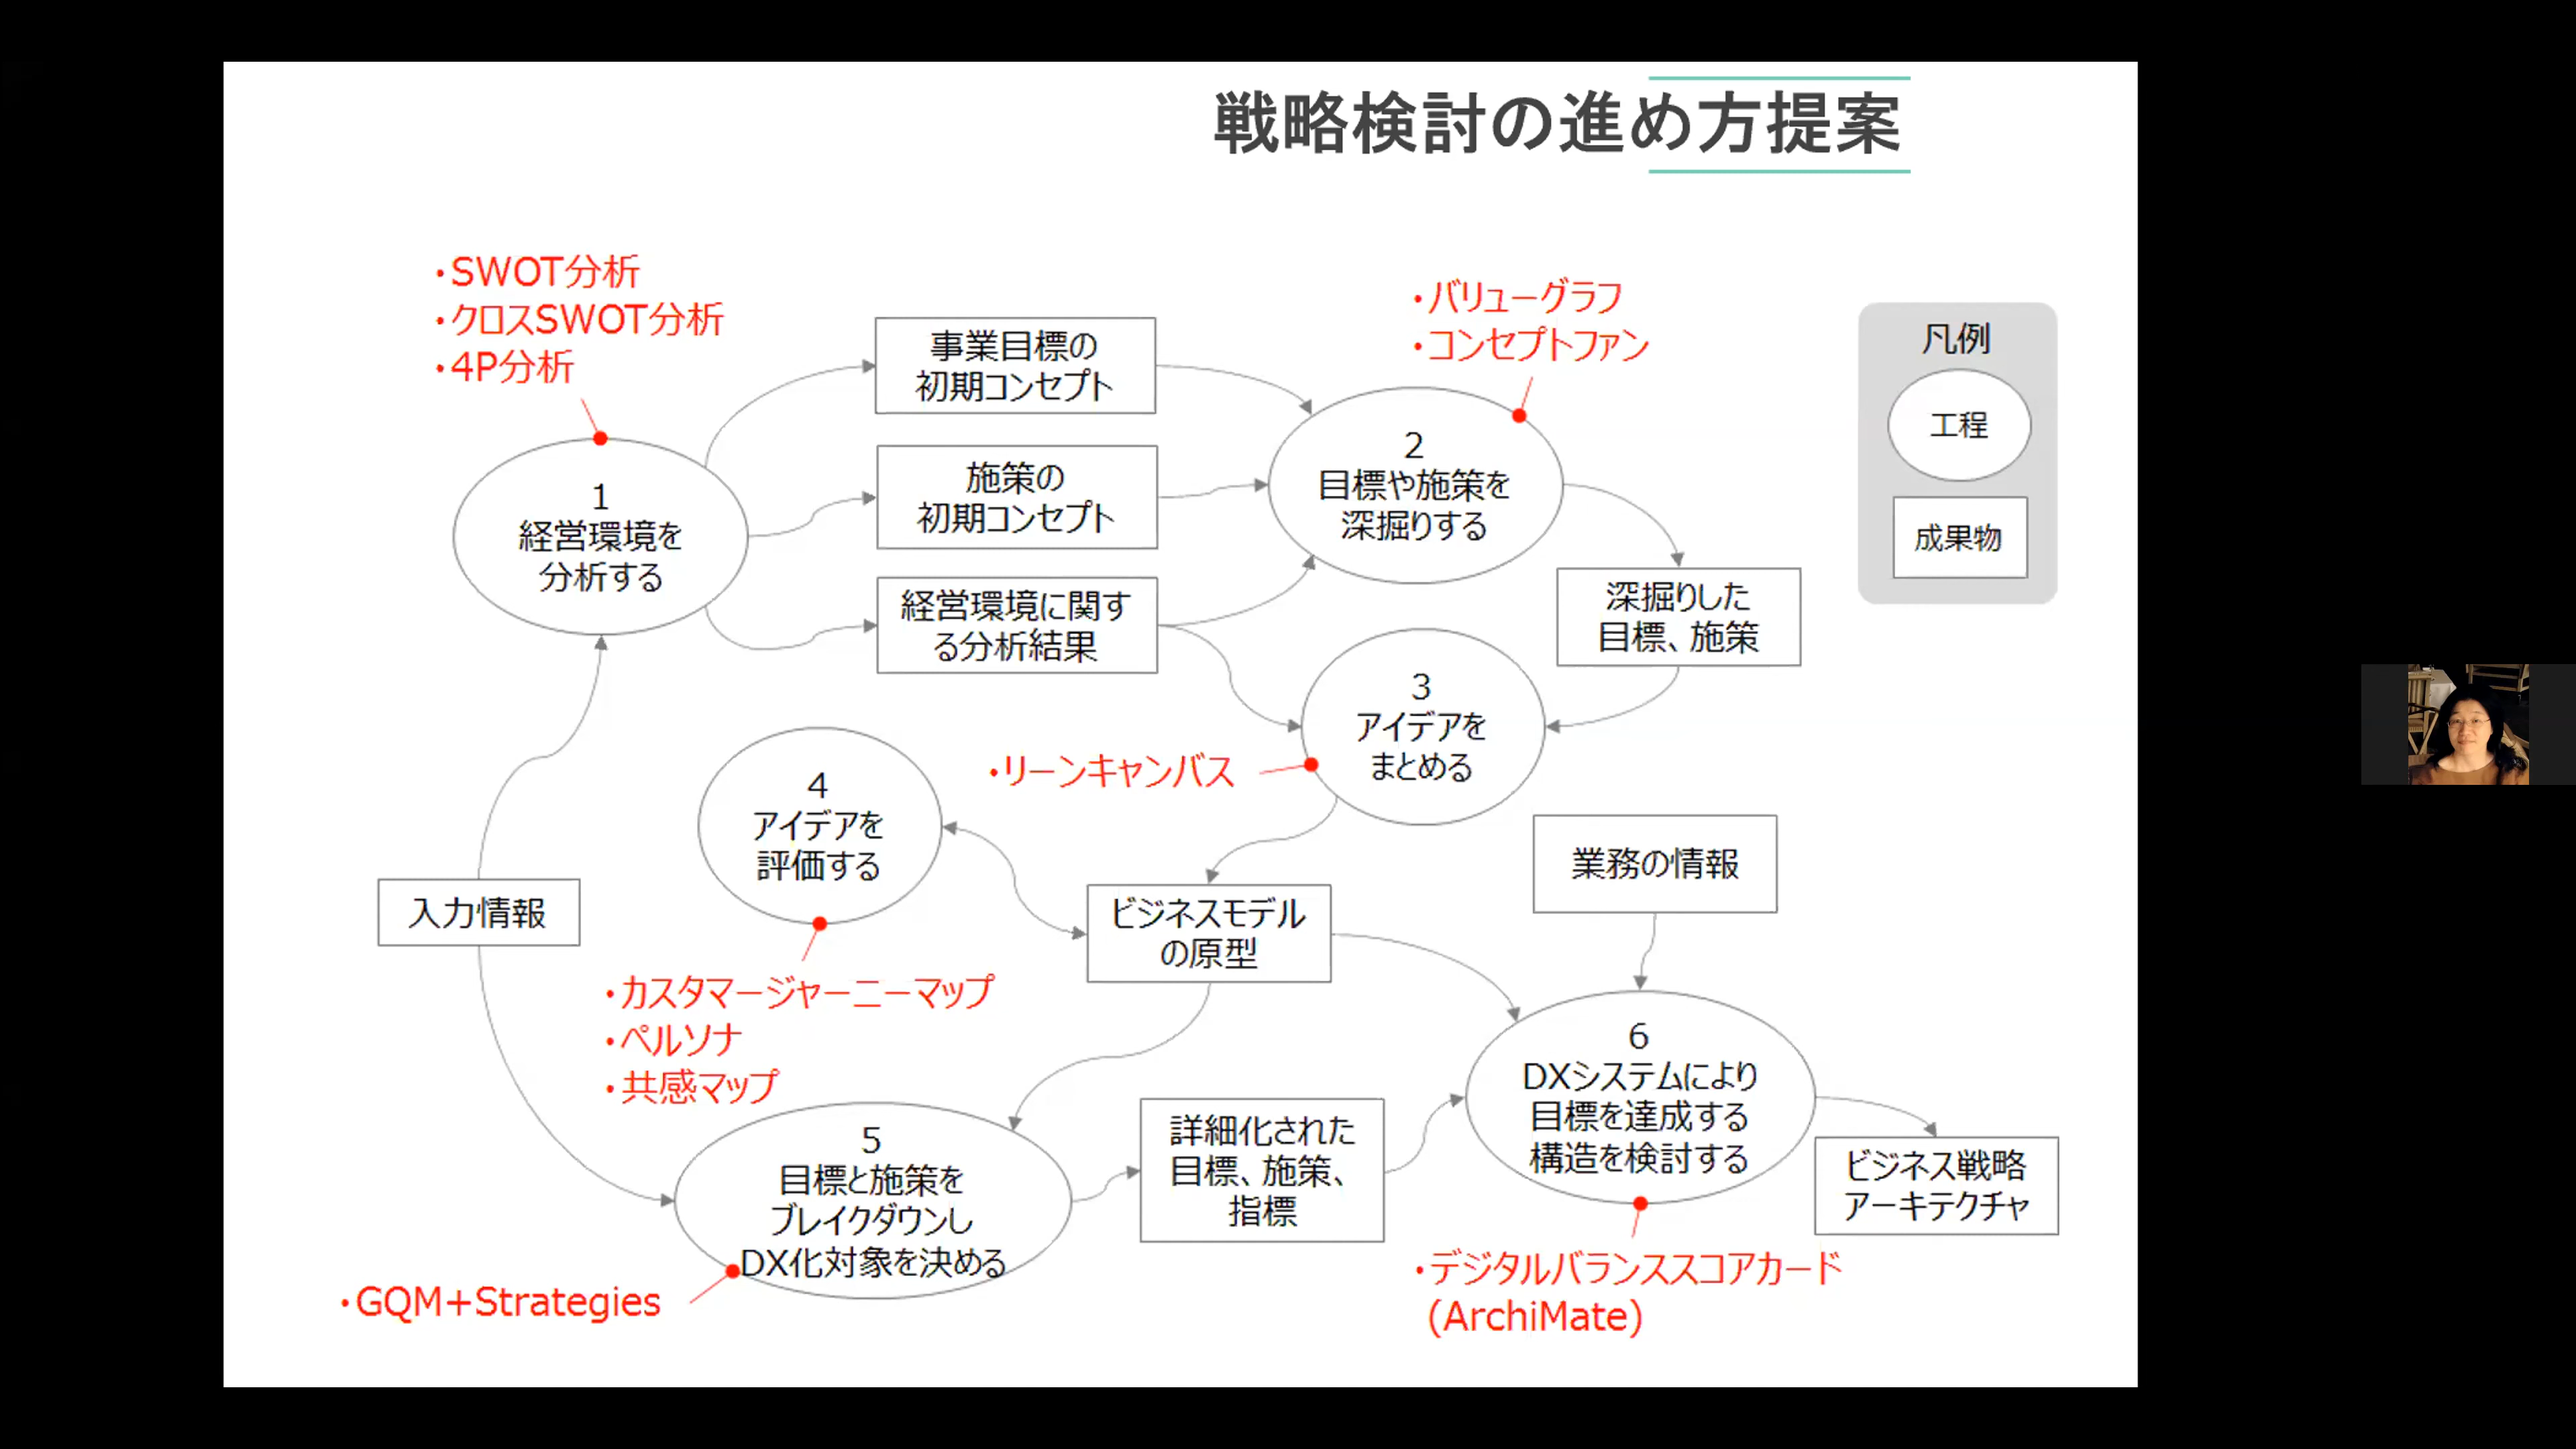 戦略検討の進め方提案
・SWOT分析
・クロスSWOT分析
・4P分析
1
経営環境を
分析する
事業目標の
初期コンセプト
施策の
初期コンセプト
経営環境に関す
る分析結果
・バリューグラフ
・コンセプトファン
2
目標や施策を
深掘りする
凡例
工程
成果物
深掘りした
目標、施策
3
アイデアを
まとめる
・リーンキャンバス
4
アイデアを
評価する
・カスタマージャーニーマップ
・ペルソナ
・共感マップ
入力情報
ビジネスモデル
の原型
業務の情報
5
目標と施策を
ブレイクダウンし
DX化対象を決める
・GQM+Strategies
詳細化された
目標、施策、
指標
6
DXシステムにより
目標を達成する
構造を検討する
・デジタルバランススコアカード
(ArchiMate)
ビジネス戦略
アーキテクチャ